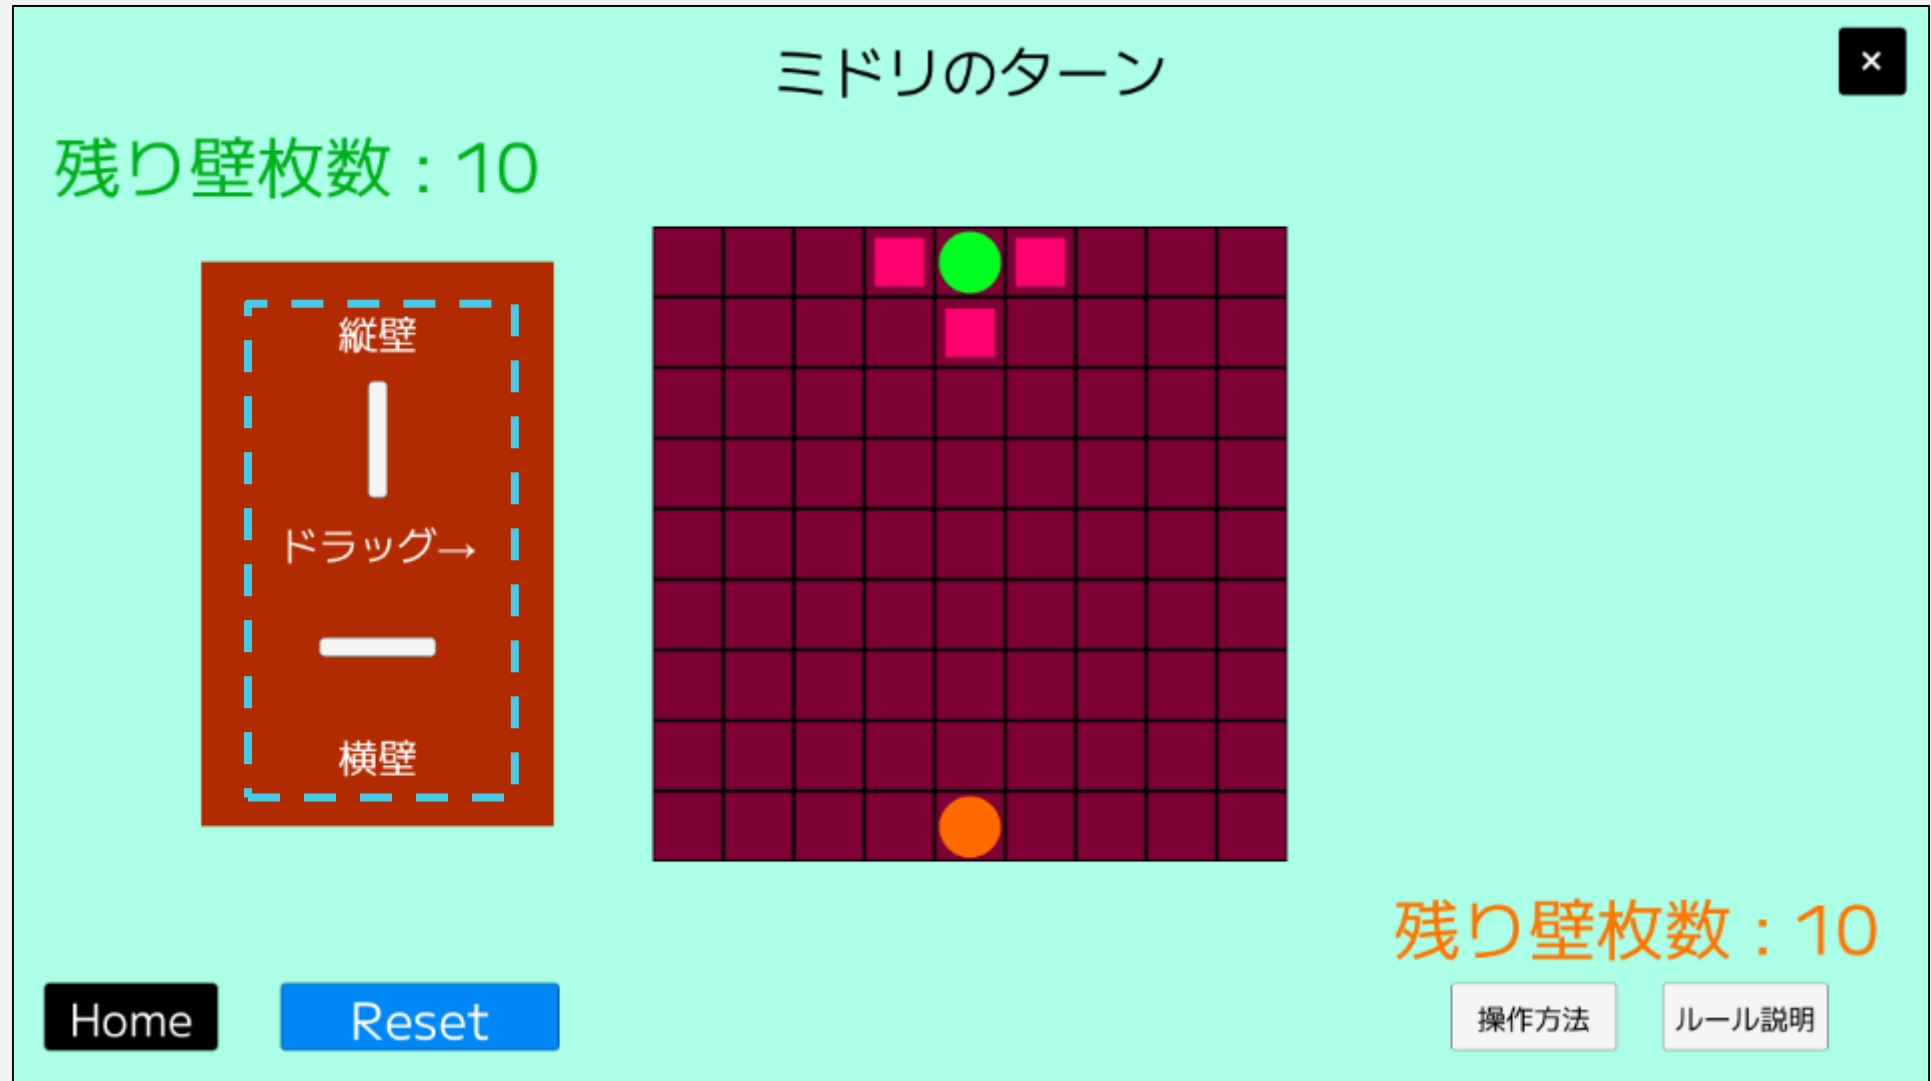 ミドリのターン
×
残り壁枚数：10
縦壁
ドラッグ→
横壁
残り壁枚数：10
Home
Reset
操作方法
ルール説明